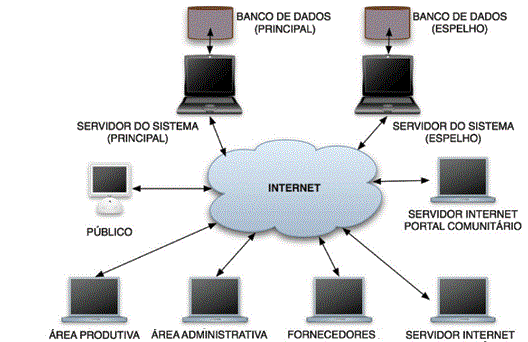 BANCO DE DADOS
(PRINCIPAL)
BANCO DE DADOS
(ESPELHO)
SERVIDOR DO SISTEMA
(PRINCIPAL)
SERVIDOR DO SISTEMA
(ESPELHO)
INTERNET
PÚBLICO
SERVIDOR INTERNET
PORTAL COMUNITÁRIO
ÁREA PRODUTIVA
ÁREA ADMINISTRATIVA
FORNECEDORES
SERVIDOR INTERNET